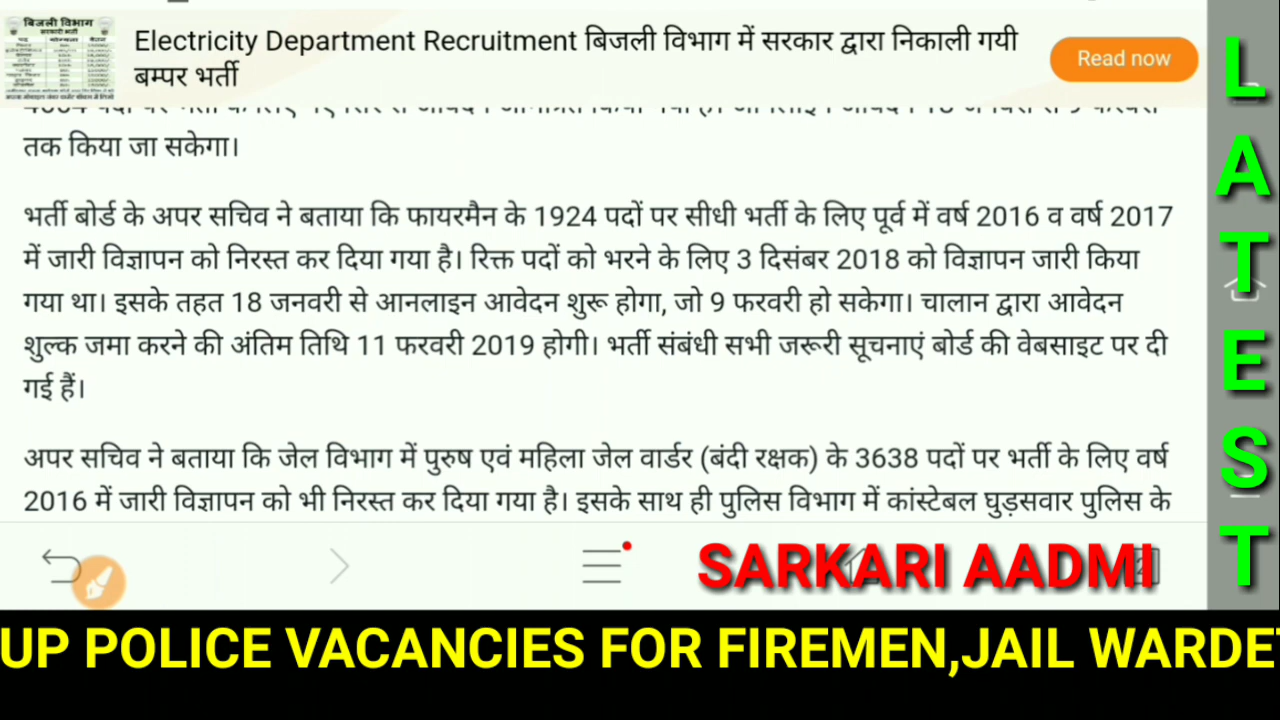 बिजली विभाग
Electricity Department Recruitment बिजली विभाग में सरकार द्वारा निकाली गयी
बम्पर भर्ती
Read now
तक किया जा सकेगा।
भर्ती बोर्ड के अपर सचिव ने बताया कि फायरमैन के 1924 पदों पर सीधी भर्ती के लिए पूर्व में वर्ष 2016 व वर्ष 2017
में जारी विज्ञापन को निरस्त कर दिया गया है। रिक्त पदों को भरने के लिए 3 दिसंबर 2018 को विज्ञापन जारी किया
गया था। इसके तहत 18 जनवरी से आनलाइन आवेदन शुरू होगा, जो 9 फरवरी हो सकेगा। चालान द्वारा आवेदन
शुल्क जमा करने की अंतिम तिथि 11 फरवरी 2019 होगी। भर्ती संबंधी सभी जरूरी सूचनाएं बोर्ड की वेबसाइट पर दी
गई हैं।
अपर सचिव ने बताया कि जेल विभाग में पुरुष एवं महिला जेल वार्डर (बंदी रक्षक) के 3638 पदों पर भर्ती के लिए वर्ष
2016 में जारी विज्ञापन को भी निरस्त कर दिया गया है। इसके साथ ही पुलिस विभाग में कांस्टेबल घुड़सवार पुलिस के
SARKARI AADMI
UP POLICE VACANCIES FOR FIREMEN,JAIL WARDE
LATEST